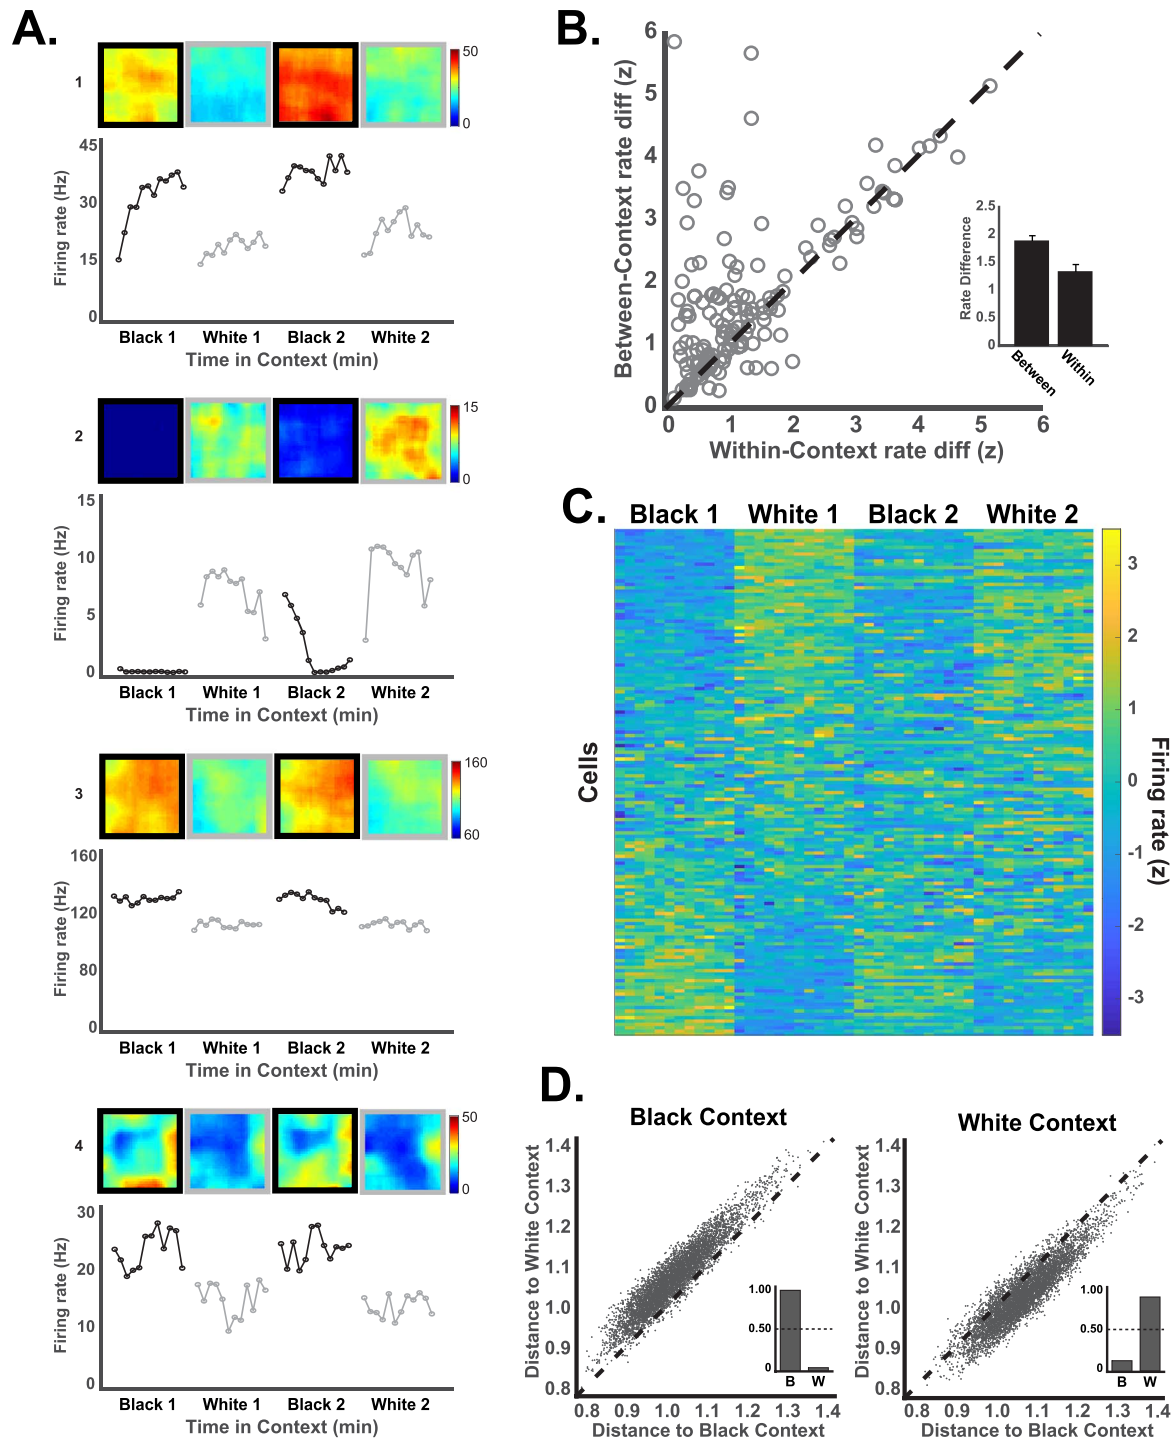 A.
1
50
0
45
30
15
0
Firing rate (Hz)
Black 1 White 1 Black 2 White 2
Time in Context (min)
2
15
0
15
10
5
0
Firing rate (Hz)
Black 1 White 1 Black 2 White 2
Time in Context (min)
3
160
60
160
120
80
0
Firing rate (Hz)
Black 1 White 1 Black 2 White 2
Time in Context (min)
4
50
0
30
20
10
0
Firing rate (Hz)
Black 1 White 1 Black 2 White 2
Time in Context (min)
B.
6
5
4
3
2
1
0
Between-Context rate diff (z)
0 1 2 3 4 5 6
Within-Context rate diff (z)
2.5
2
1.5
1
0.5
0
Rate Difference
Between
Within
C.
Black 1 White 1 Black 2 White 2
Cells
3
2
1
0
-1
-2
-3
Firing rate (z)
D.
Black Context
1.4
1.3
1.2
1.1
1.0
0.9
0.8
Distance to White Context
0.8 0.9 1.0 1.1 1.2 1.3 1.4
Distance to Black Context
1.00
0.50
0
B W
White Context
1.4
1.3
1.2
1.1
1.0
0.9
0.8
Distance to White Context
0.8 0.9 1.0 1.1 1.2 1.3 1.4
Distance to Black Context
1.00
0.50
0
B W